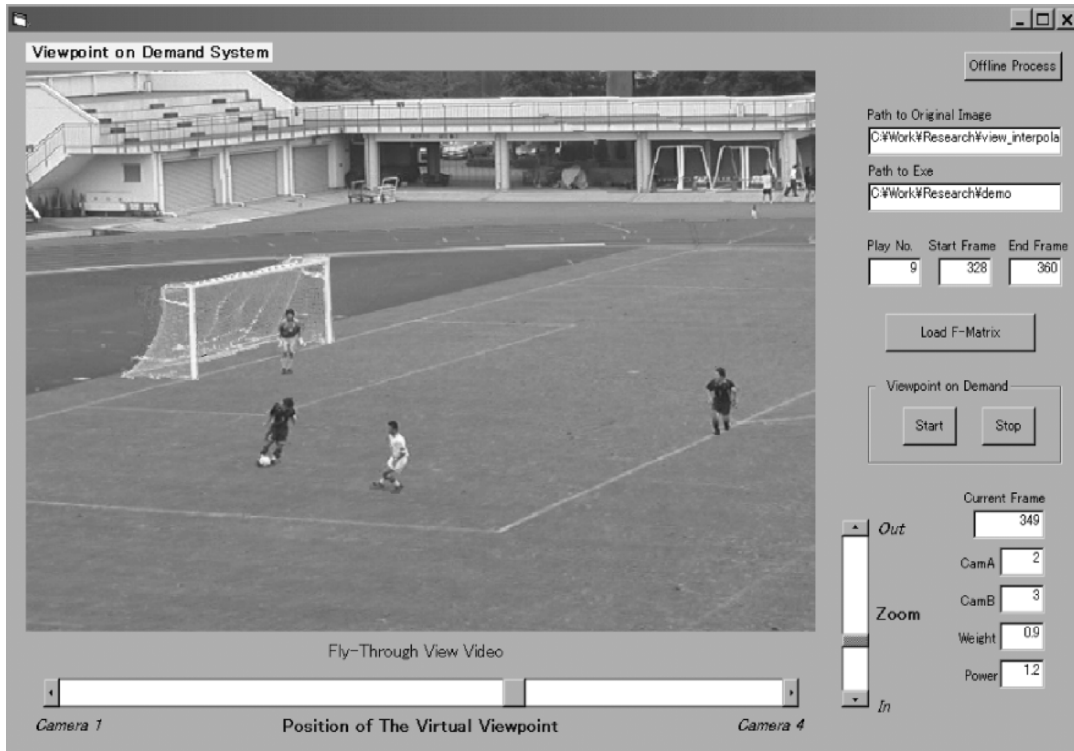 Viewpoint on Demand System
Offline Process
Path to Original Image
C:¥Work¥Research¥view_interpola
Path to Exe
C:¥Work¥Research¥demo
Play No. Start Frame End Frame
9 328 360
Load F-Matrix
Viewpoint on Demand
Start Stop
Current Frame
349
Out
CamA 2
CamB 3
Zoom
Weight 0.9
Power 1.2
In
Fly-Through View Video
Camera 1 Position of The Virtual Viewpoint Camera 4